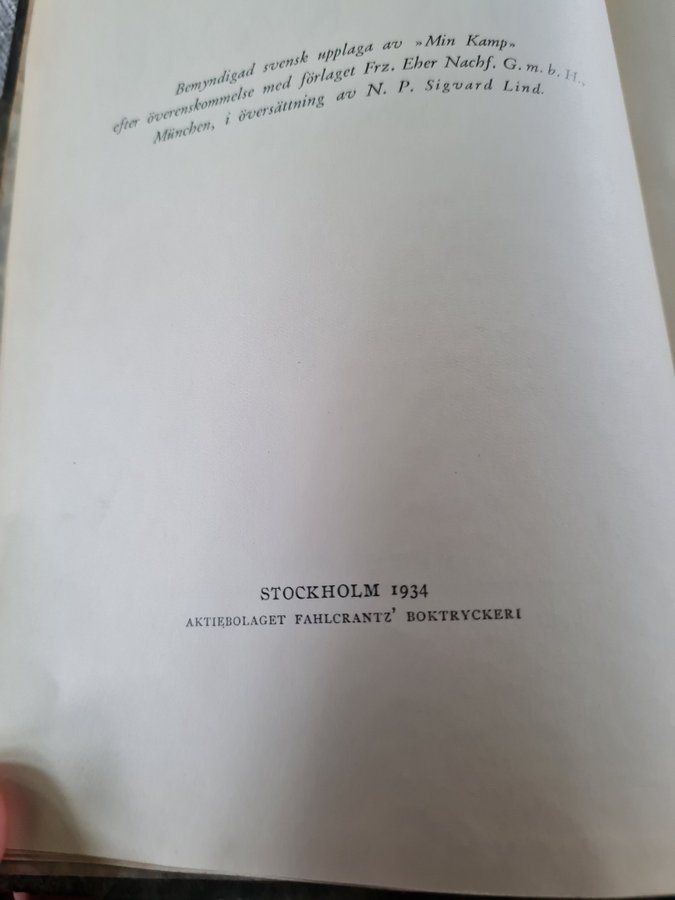 Bemyndigad svensk upplaga av »Min Kamp«
efter överenskommelse med förlaget Frz. Eher Nachf. G. m. b. H.,
München, i översättning av N. P. Sigvard Lind.
STOCKHOLM 1934
AKTIEBOLAGET FAHLCRANTZ' BOKTRYCKERI